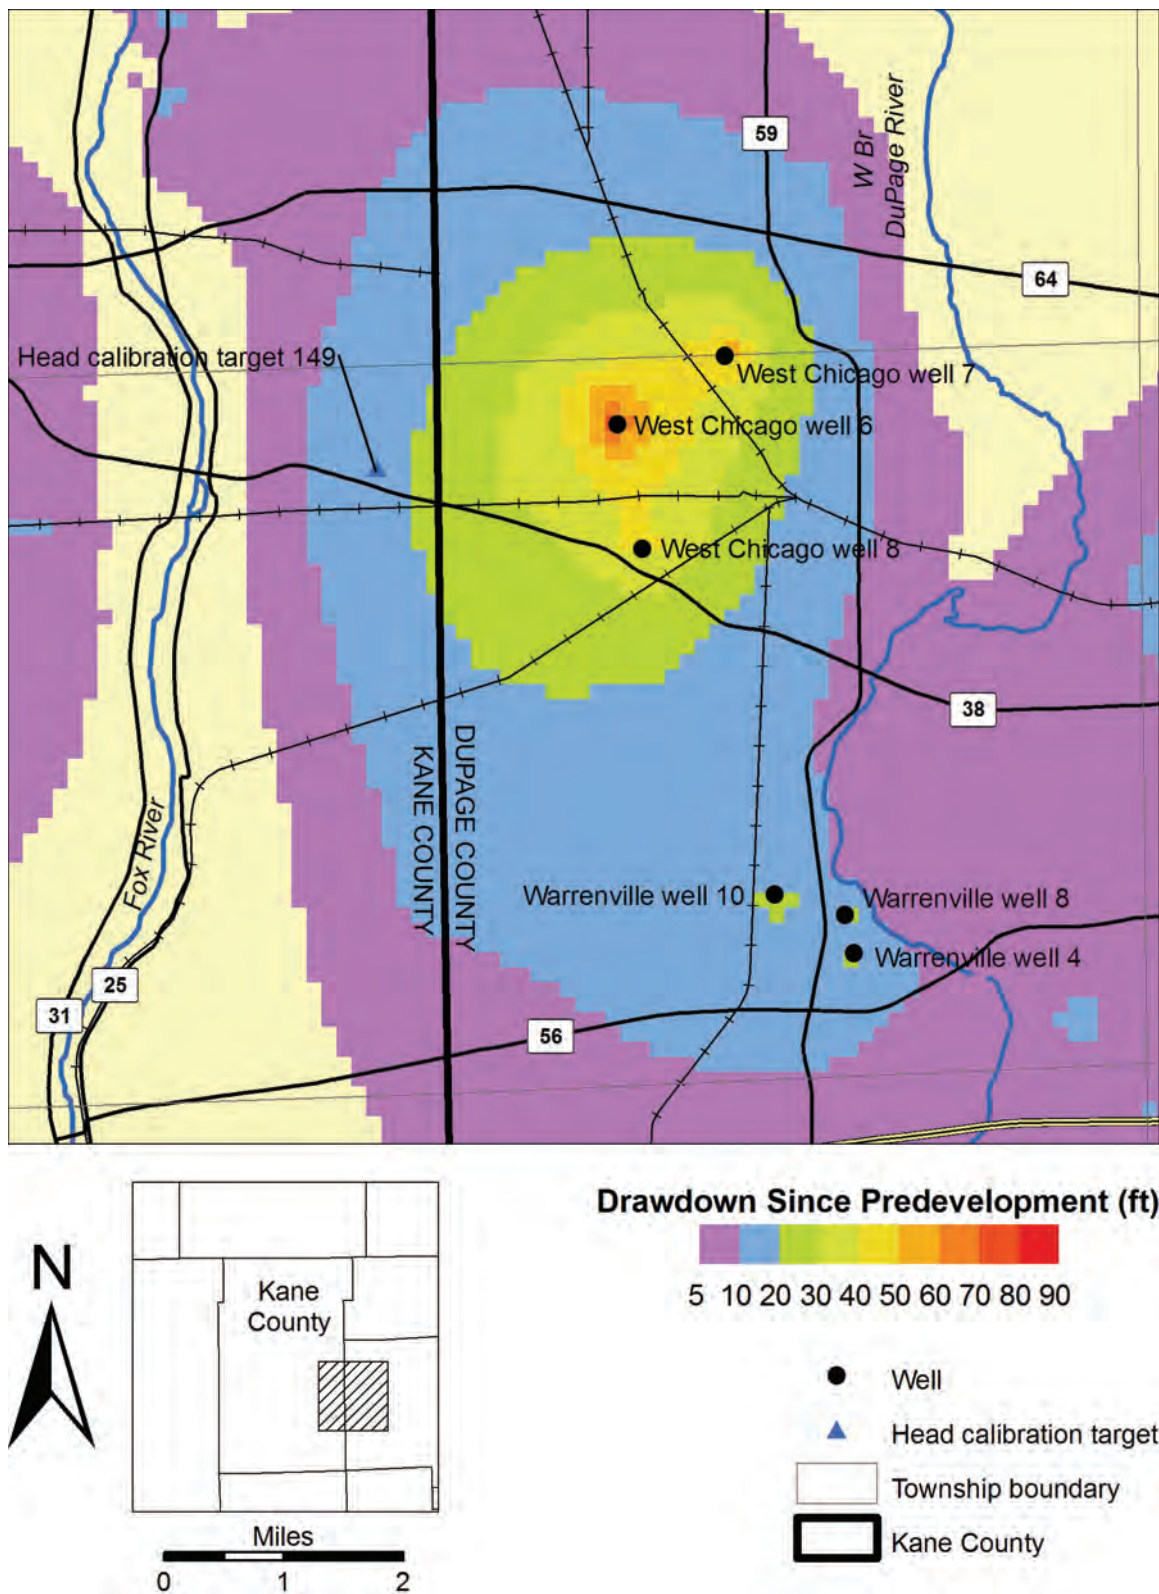 59
W Br
DuPage River
64
Head calibration target 149
West Chicago well 7
West Chicago well 6
West Chicago well 8
38
DUPAGE COUNTY
KANE COUNTY
Fox River
Warrenville well 10
Warrenville well 8
Warrenville well 4
25
31
56
Drawdown Since Predevelopment (ft)
5 10 20 30 40 50 60 70 80 90
N
Kane
County
Well
Head calibration target
Township boundary
Kane County
Miles
0 1 2